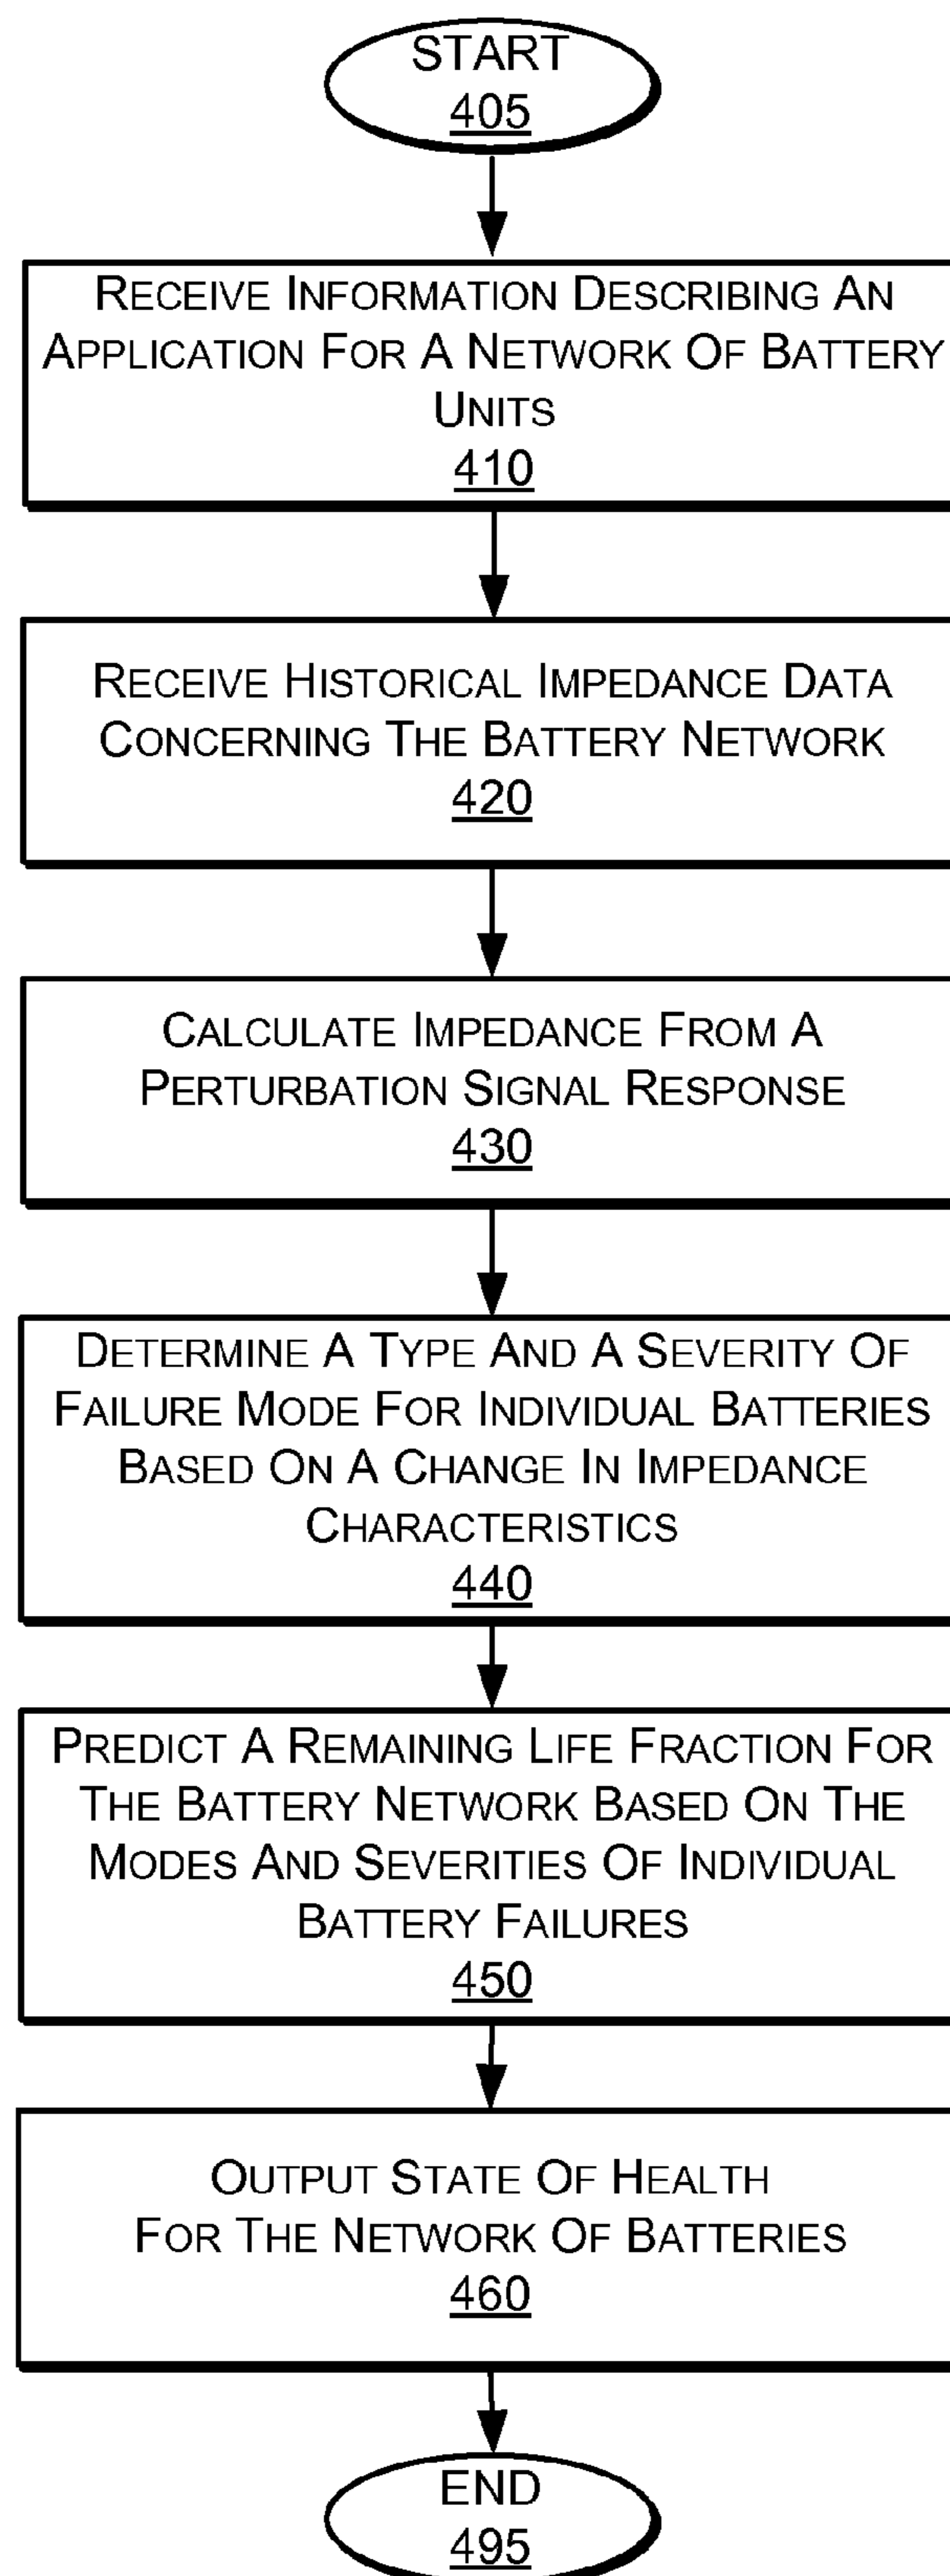 START
405
RECEIVE INFORMATION DESCRIBING AN
APPLICATION FOR A NETWORK OF BATTERY
UNITS
410
RECEIVE HISTORICAL IMPEDANCE DATA
CONCERNING THE BATTERY NETWORK
420
CALCULATE IMPEDANCE FROM A
PERTURBATION SIGNAL RESPONSE
430
DETERMINE A TYPE AND A SEVERITY OF
FAILURE MODE FOR INDIVIDUAL BATTERIES
BASED ON A CHANGE IN IMPEDANCE
CHARACTERISTICS
440
PREDICT A REMAINING LIFE FRACTION FOR
THE BATTERY NETWORK BASED ON THE
MODES AND SEVERITIES OF INDIVIDUAL
BATTERY FAILURES
450
OUTPUT STATE OF HEALTH
FOR THE NETWORK OF BATTERIES
460
END
495